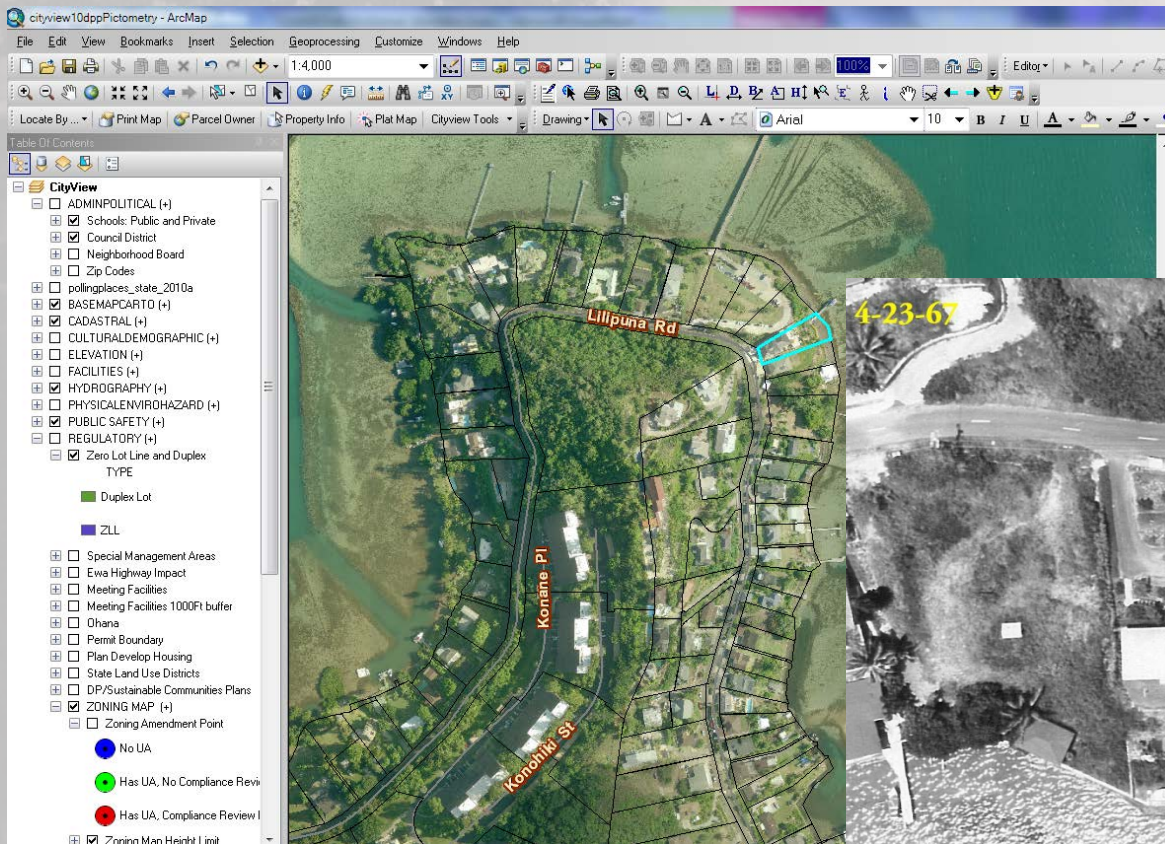 cityview10dppPictometry - ArcMap
File Edit View Bookmarks Insert Selection Geoprocessing Customize Windows Help
1:4,000 100% Editor
Locate By ... Print Map Parcel Owner Property Info Plat Map Cityview Tools Drawing Arial 10 B I U A
Table Of Contents
CityView
ADMINPOLITICAL (+)
Schools: Public and Private
Council District
Neighborhood Board
Zip Codes
pollingplaces_state_2010a
BASEMAPCARTO (+)
CADASTRAL (+)
CULTURALDEMOGRAPHIC (+)
ELEVATION (+)
FACILITIES (+)
HYDROGRAPHY (+)
PHYSICALENVIROHAZARD (+)
PUBLIC SAFETY (+)
REGULATORY (+)
Zero Lot Line and Duplex
TYPE
Duplex Lot
ZLL
Special Management Areas
Ewa Highway Impact
Meeting Facilities
Meeting Facilities 1000Ft buffer
Ohana
Permit Boundary
Plan Develop Housing
State Land Use Districts
DP/Sustainable Communities Plans
ZONING MAP (+)
Zoning Amendment Point
No UA
Has UA, No Compliance Revi
Has UA, Compliance Review
Zoning Map Height Limit
Lilipuna Rd
Konane Pl
Konohiki St
4-23-67